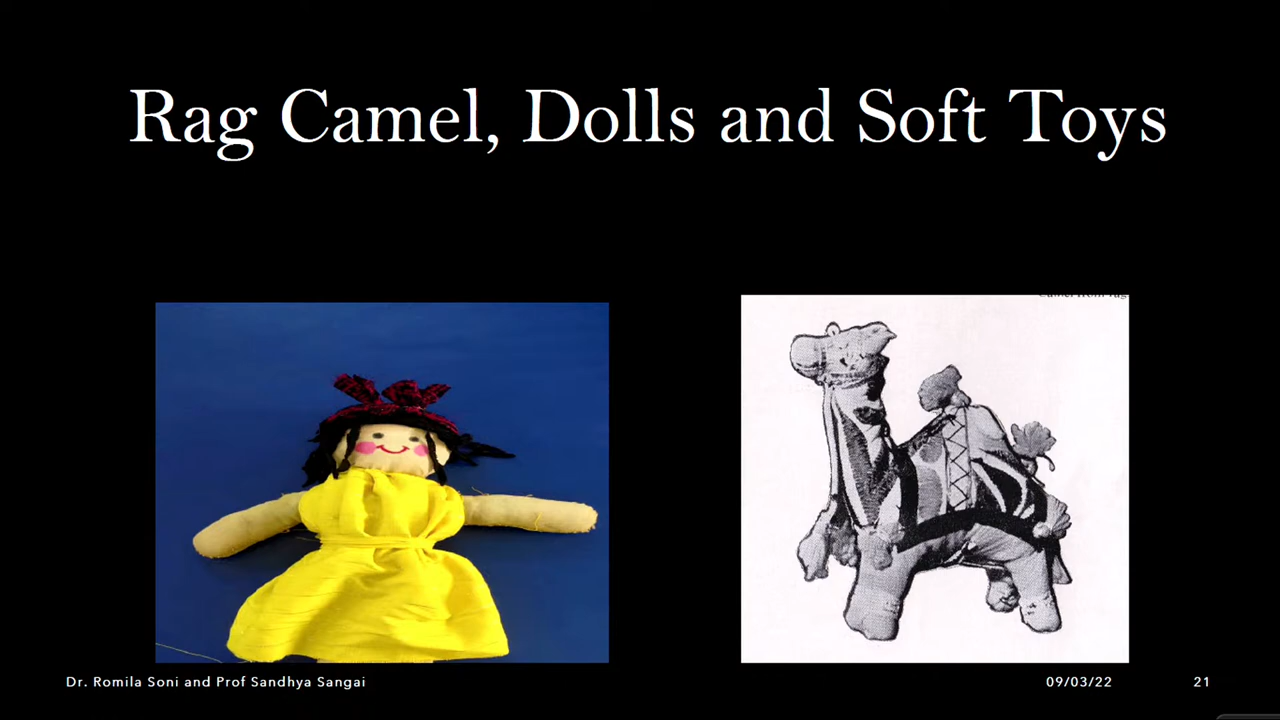 Rag Camel, Dolls and Soft Toys
Dr. Romila Soni and Prof Sandhya Sangai
09/03/22
21